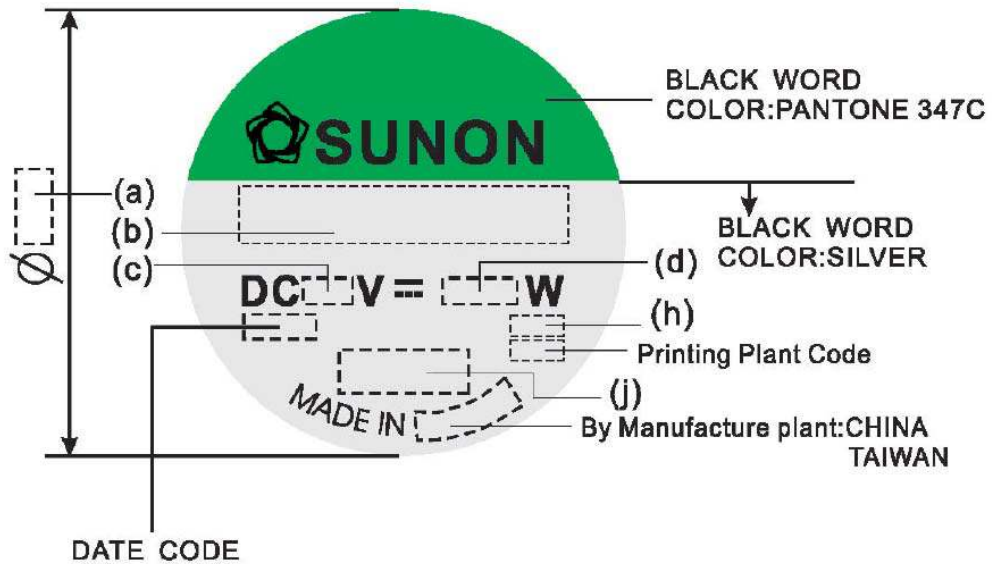 BLACK WORD
COLOR:PANTONE 347C
SUNON
(a)
(b)
BLACK WORD
COLOR:SILVER
(c)
(d)
DC V⎓ W
Ø
(h)
Printing Plant Code
(j)
MADE IN
By Manufacture plant:CHINA
TAIWAN
DATE CODE